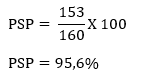 PSP = 153/160 X 100
PSP = 95,6%